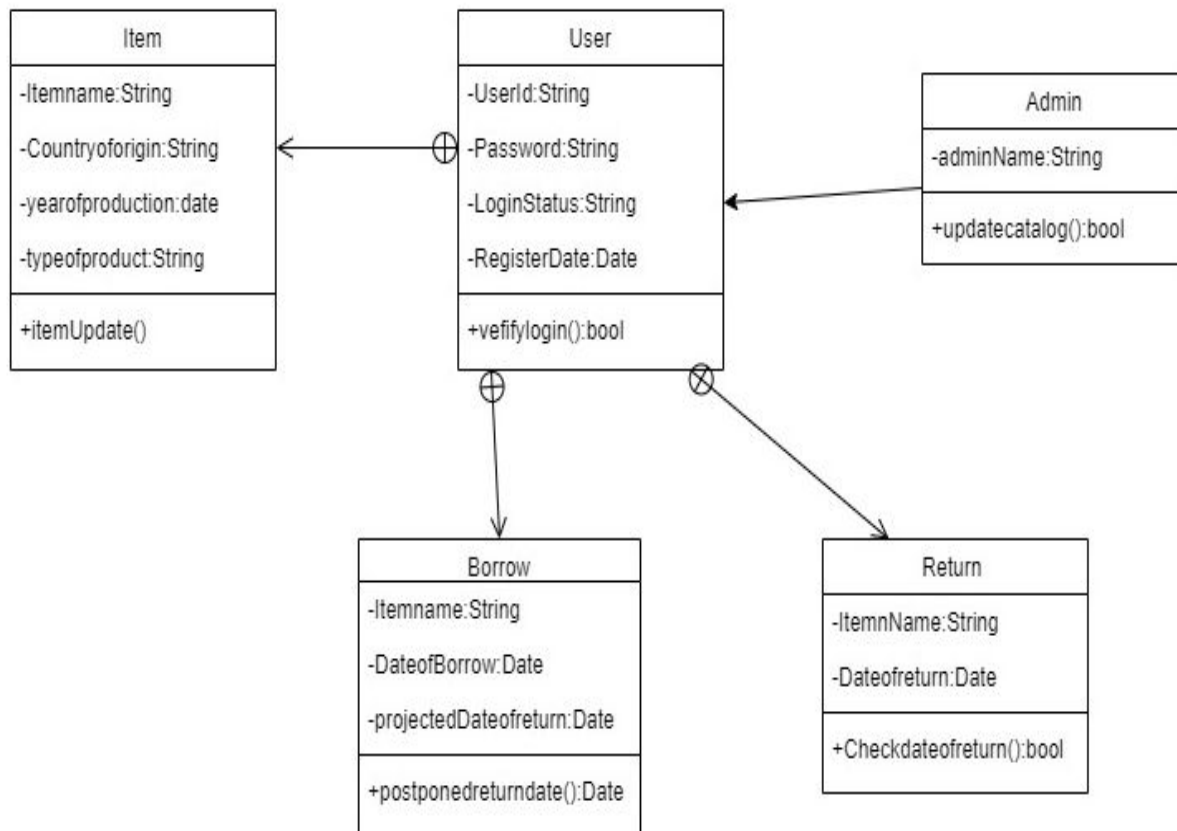 Item
-Itemname:String
-Countryoforigin:String
-yearofproduction:date
-typeofproduct:String
+itemUpdate()
User
-UserId:String
-Password:String
-LoginStatus:String
-RegisterDate:Date
+vefifylogin():bool
Admin
-adminName:String
+updatecatalog():bool
Borrow
-Itemname:String
-DateofBorrow:Date
-projectedDateofreturn:Date
+postponedreturndate():Date
Return
-ItemnName:String
-Dateofreturn:Date
+Checkdateofreturn():bool